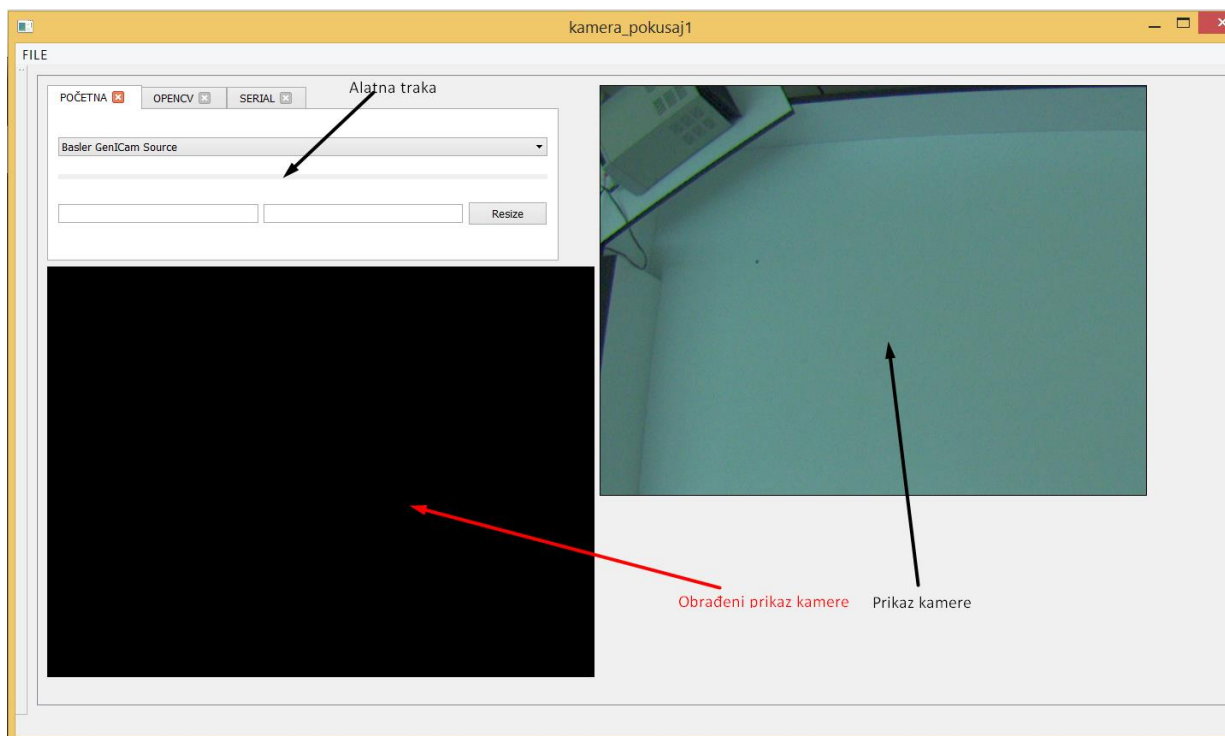 kamera_pokusaj1
FILE
POČETNA OPENCV SERIAL
Alatna traka
Basler GenICam Source
Resize
Obrađeni prikaz kamere
Prikaz kamere